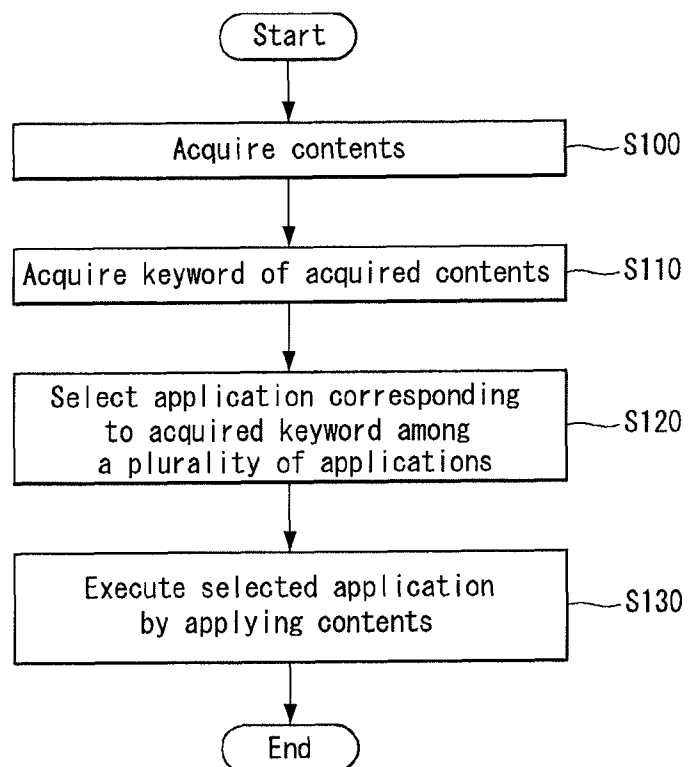 Start
Acquire contents
S100
Acquire keyword of acquired contents
S110
Select application corresponding
to acquired keyword among
a plurality of applications
S120
Execute selected application
by applying contents
S130
End